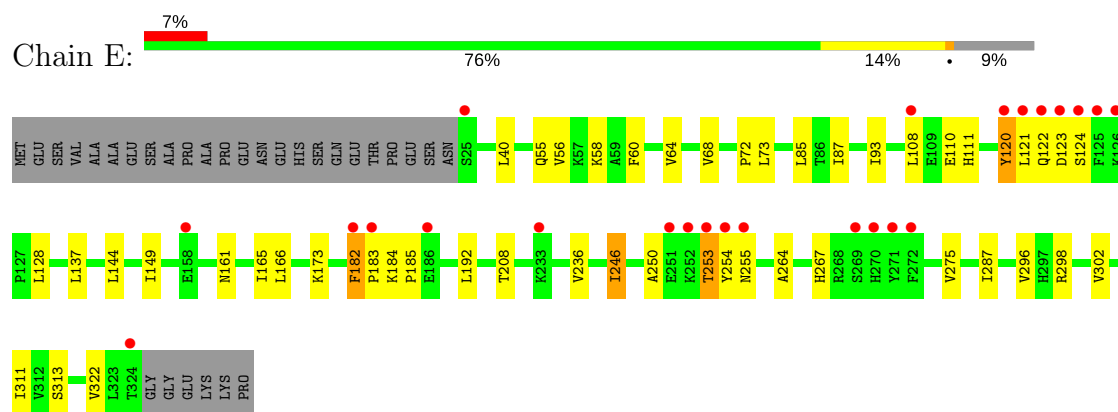 7%
Chain E:
76% 14% • 9%
MET GLU SER VAL ALA ALA GLU SER ALA PRO ALA PRO GLU ASN GLU HIS SER GLN GLU THR PRO GLU SER ASN S25 L40 Q55 V56 K57 K58 A59 F60 V64 V68 P72 L73 L85 T86 I87 I93 L108 E109 E110 H111 Y120 L121 Q122 D123 S124 F125 K126
P127 L128 L137 L144 I149 E158 N161 I165 L166 K173 F182 P183 K184 P185 E186 L192 T208 K233 V236 I246 A250 E251 K252 T253 Y254 N255 A264 H267 R268 S269 H270 Y271 F272 V275 I287 V296 H297 R298 V302
I311 V312 S313 V322 L323 T324 GLY GLY GLU LYS LYS PRO